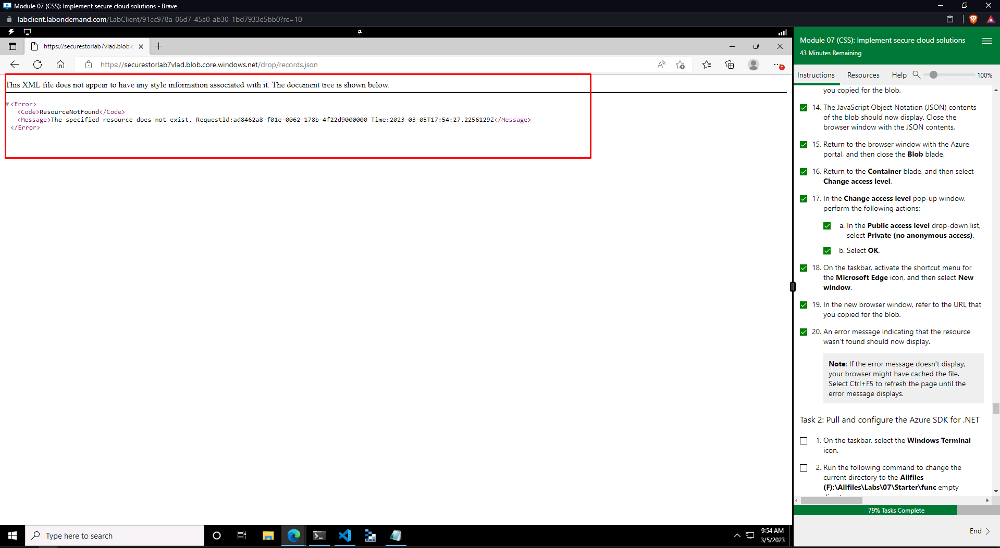 Module 07 (CSS): Implement secure cloud solutions - Brave
labclient.labondemand.com/LabClient/91cc978a-06d7-45a0-ab30-1bd7933e5bb0?rc=10
https://securestorlab7vlad.blob.c
https://securestorlab7vlad.blob.core.windows.net/drop/records.json
This XML file does not appear to have any style information associated with it. The document tree is shown below.
<Error>
<Code>ResourceNotFound</Code>
<Message>The specified resource does not exist. RequestId:ad8462a8-f01e-0062-178b-4f22d9000000 Time:2023-03-05T17:54:27.2256129Z</Message>
</Error>
Module 07 (CSS): Implement secure cloud solutions
43 Minutes Remaining
Instructions Resources Help 100%
you copied for the blob.
14. The JavaScript Object Notation (JSON) contents
of the blob should now display. Close the
browser window with the JSON contents.
15. Return to the browser window with the Azure
portal, and then close the Blob blade.
16. Return to the Container blade, and then select
Change access level.
17. In the Change access level pop-up window,
perform the following actions:
a. In the Public access level drop-down list,
select Private (no anonymous access).
b. Select OK.
18. On the taskbar, activate the shortcut menu for
the Microsoft Edge icon, and then select New
window.
19. In the new browser window, refer to the URL that
you copied for the blob.
20. An error message indicating that the resource
wasn't found should now display.
Note: If the error message doesn't display,
your browser might have cached the file.
Select Ctrl+F5 to refresh the page until the
error message displays.
Task 2: Pull and configure the Azure SDK for .NET
1. On the taskbar, select the Windows Terminal
icon.
2. Run the following command to change the
current directory to the Allfiles
(F):\Allfiles\Labs\07\Starter\func empty
79% Tasks Complete
End
Type here to search
9:54 AM
3/5/2023